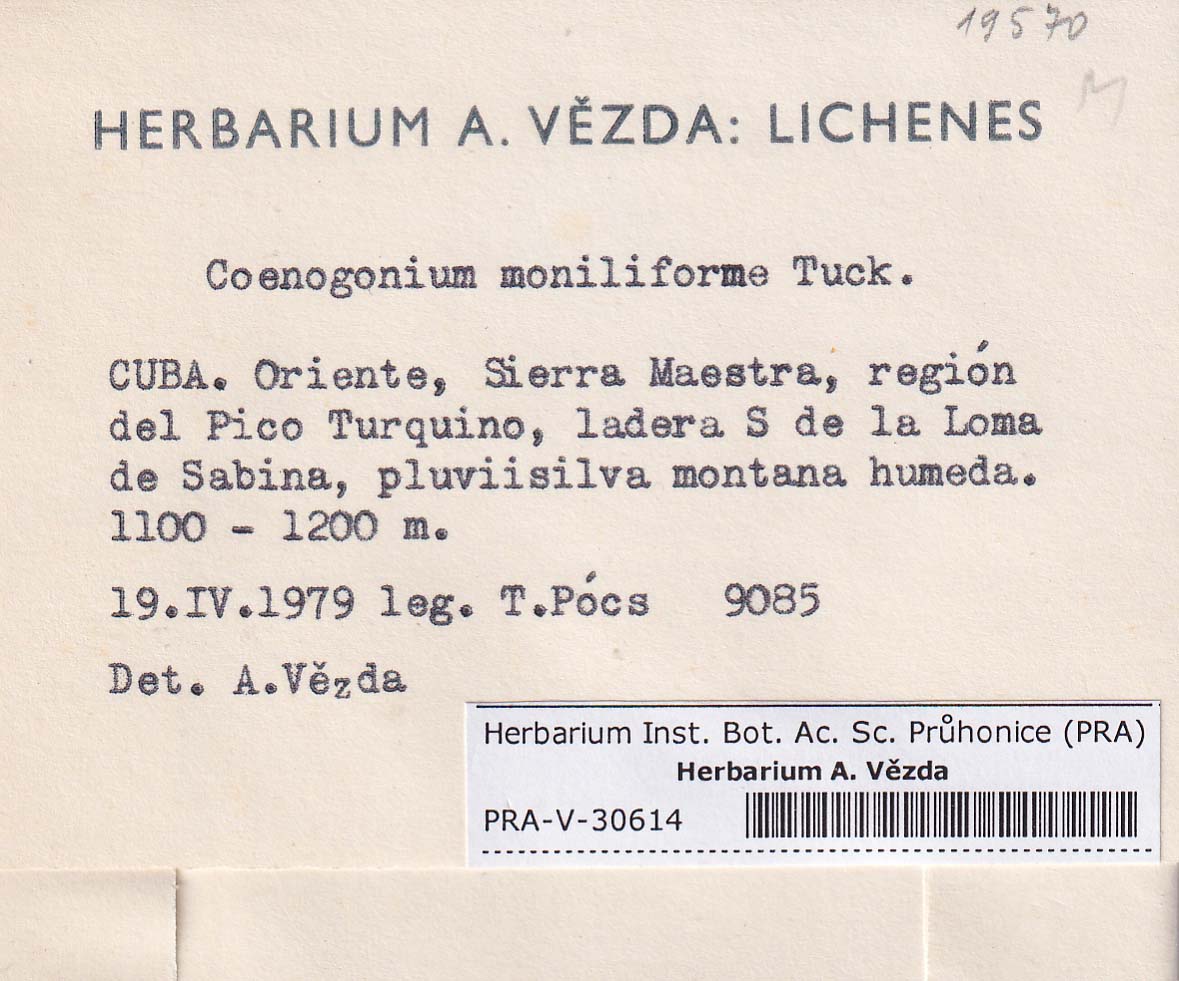 19570
M
HERBARIUM A. VĚZDA: LICHENES
Coenogonium moniliforme Tuck.
CUBA. Oriente, Sierra Maestra, región
del Pico Turquino, ladera S de la Loma
de Sabina, pluviisilva montana humeda.
1100 - 1200 m.
19.IV.1979 leg. T.Pócs 9085
Det. A.Vězda
Herbarium Inst. Bot. Ac. Sc. Průhonice (PRA)
Herbarium A. Vězda
PRA-V-30614